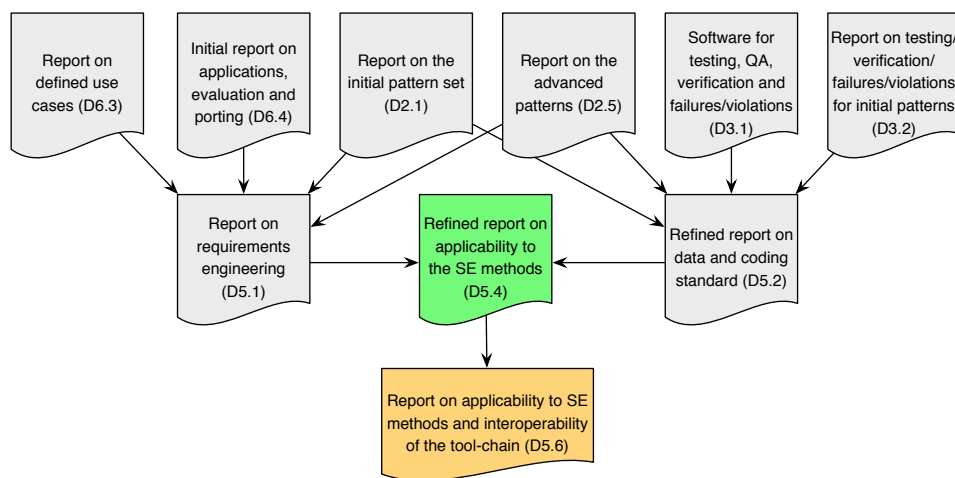 Report on
defined use
cases (D6.3)
Initial report on
applications,
evaluation and
porting (D6.4)
Report on the
initial pattern set
(D2.1)
Report on the
advanced
patterns (D2.5)
Software for
testing, QA,
verification and
failures/violations
(D3.1)
Report on testing/
verification/
failures/violations
for initial patterns
(D3.2)
Report on
requirements
engineering
(D5.1)
Refined report on
applicability to
the SE methods
(D5.4)
Refined report on
data and coding
standard (D5.2)
Report on applicability to SE
methods and interoperability
of the tool-chain (D5.6)